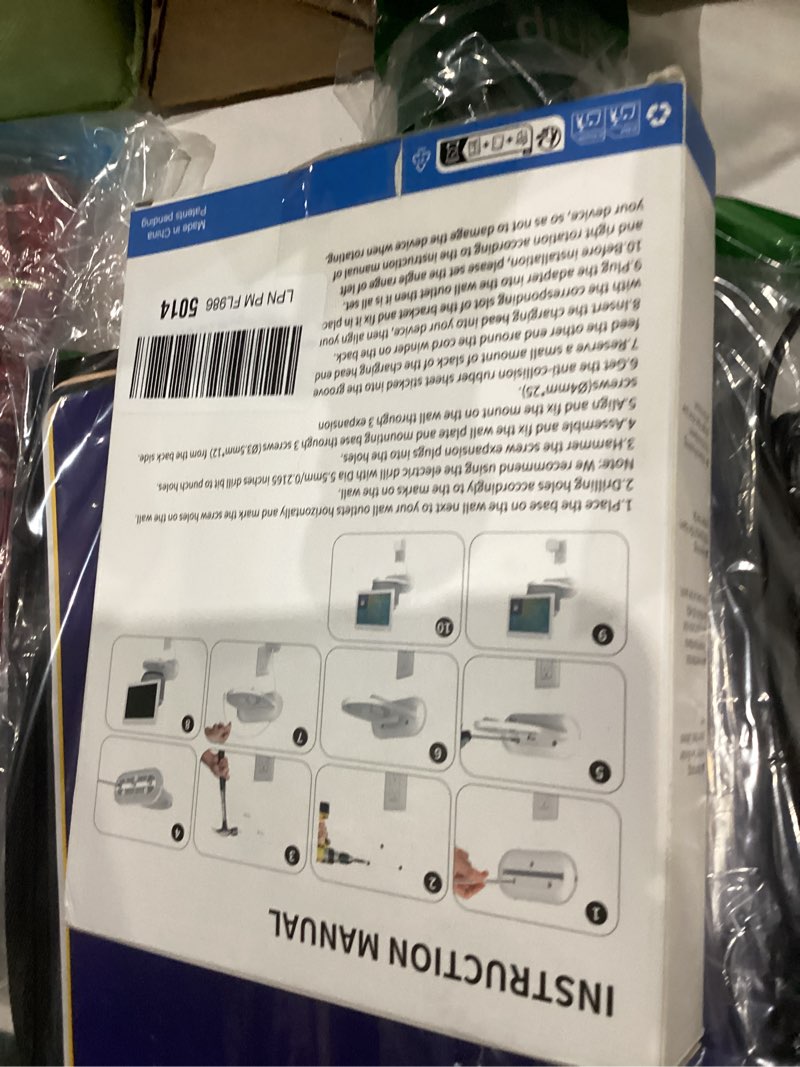 INSTRUCTION MANUAL
1
2
3
4
5
6
7
8
9
10
1.Place the base on the wall next to your wall outlets horizontally and mark the screw holes on the wall.
2.Drilling holes accordingly to the marks on the wall.
Note: We recommend using the electric drill with Dia 5.5mm/0.2165 inches drill bit to punch holes.
3.Hammer the screw expansion plugs into the holes.
4.Assemble and fix the wall plate and mounting base through 3 screws (Ø3.5mm*12) from the back side.
5.Align and fix the mount on the wall through 3 expansion
screws(Ø4mm*25).
6.Get the anti-collision rubber sheet sticked into the groove
7.Reserve a small amount of slack of the charging head end
feed the other end around the cord winder on the back.
8.Insert the charging head into your device, then align your
with the corresponding slot of the bracket and fix it in plac
9.Plug the adapter into the wall outlet then it is all set.
10.Before installation, please set the angle range of left
and right rotation according to the instruction manual of
your device, so as not to damage the device when rotating.
LPN PM FL986 5014
Made in China
Patents pending